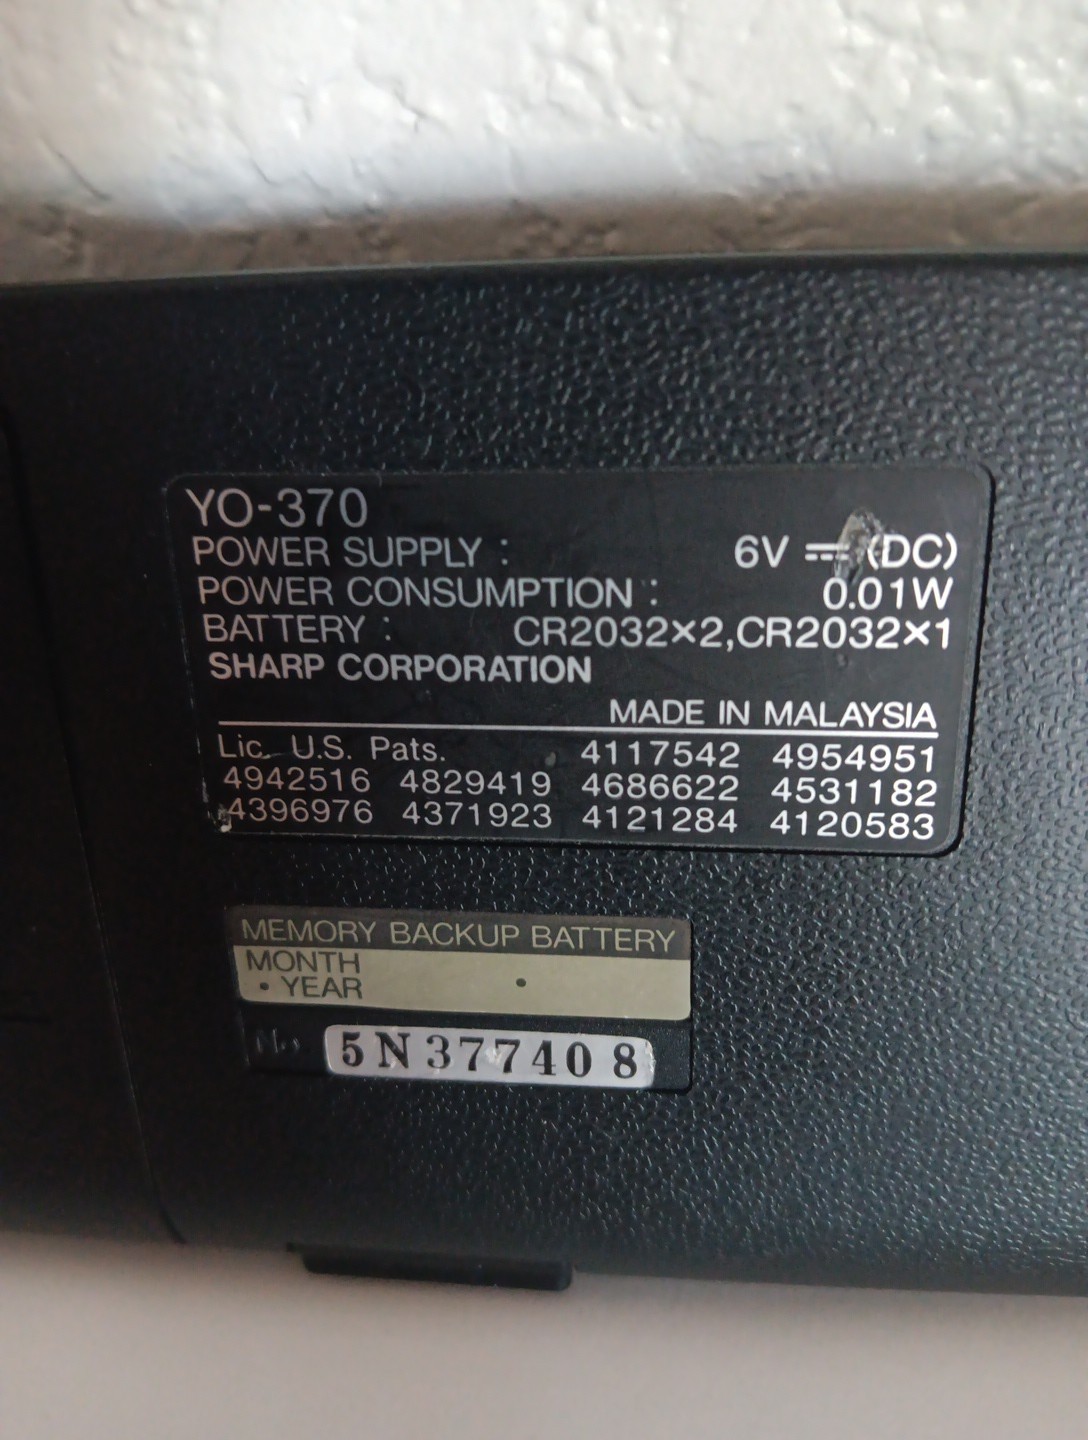 YO-370
POWER SUPPLY : 6V ⎓ (DC)
POWER CONSUMPTION : 0.01W
BATTERY : CR2032×2,CR2032×1
SHARP CORPORATION
MADE IN MALAYSIA
Lic. U.S. Pats. 4117542 4954951
4942516 4829419 4686622 4531182
4396976 4371923 4121284 4120583
MEMORY BACKUP BATTERY
MONTH
• YEAR •
5N377408